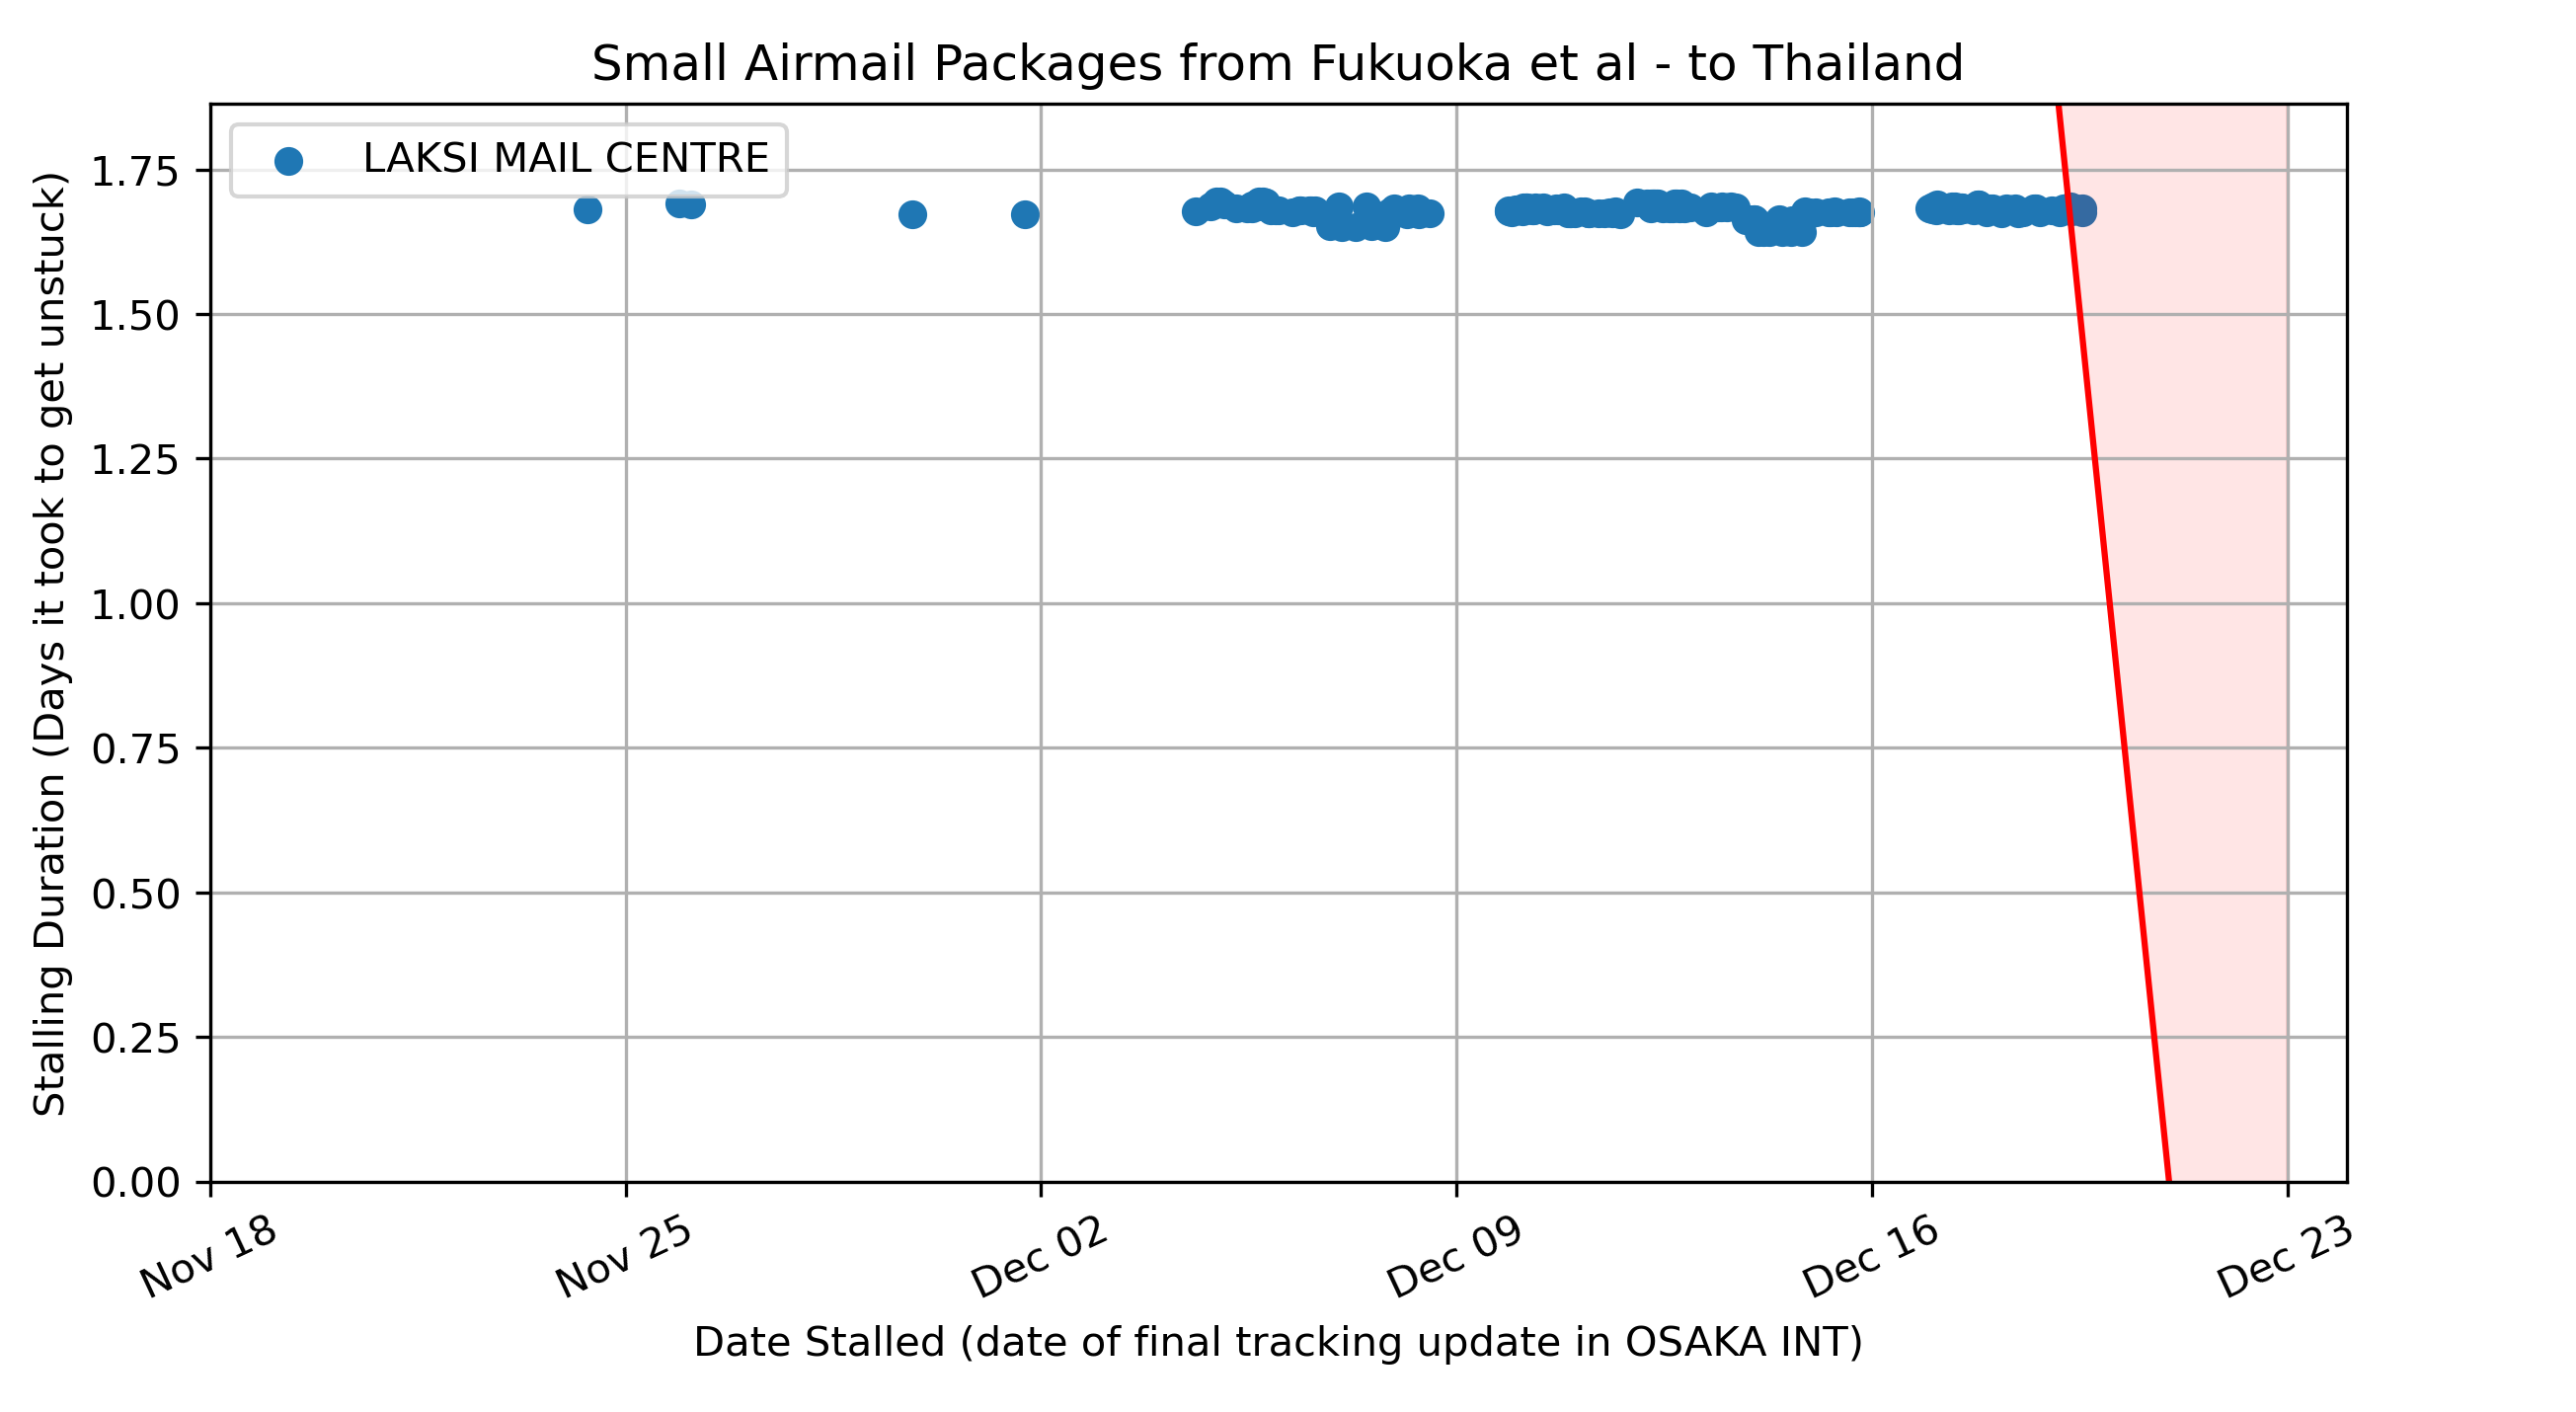 Small Airmail Packages from Fukuoka et al - to Thailand
LAKSI MAIL CENTRE
Stalling Duration (Days it took to get unstuck)
1.75
1.50
1.25
1.00
0.75
0.50
0.25
0.00
Nov 18
Nov 25
Dec 02
Dec 09
Dec 16
Dec 23
Date Stalled (date of final tracking update in OSAKA INT)